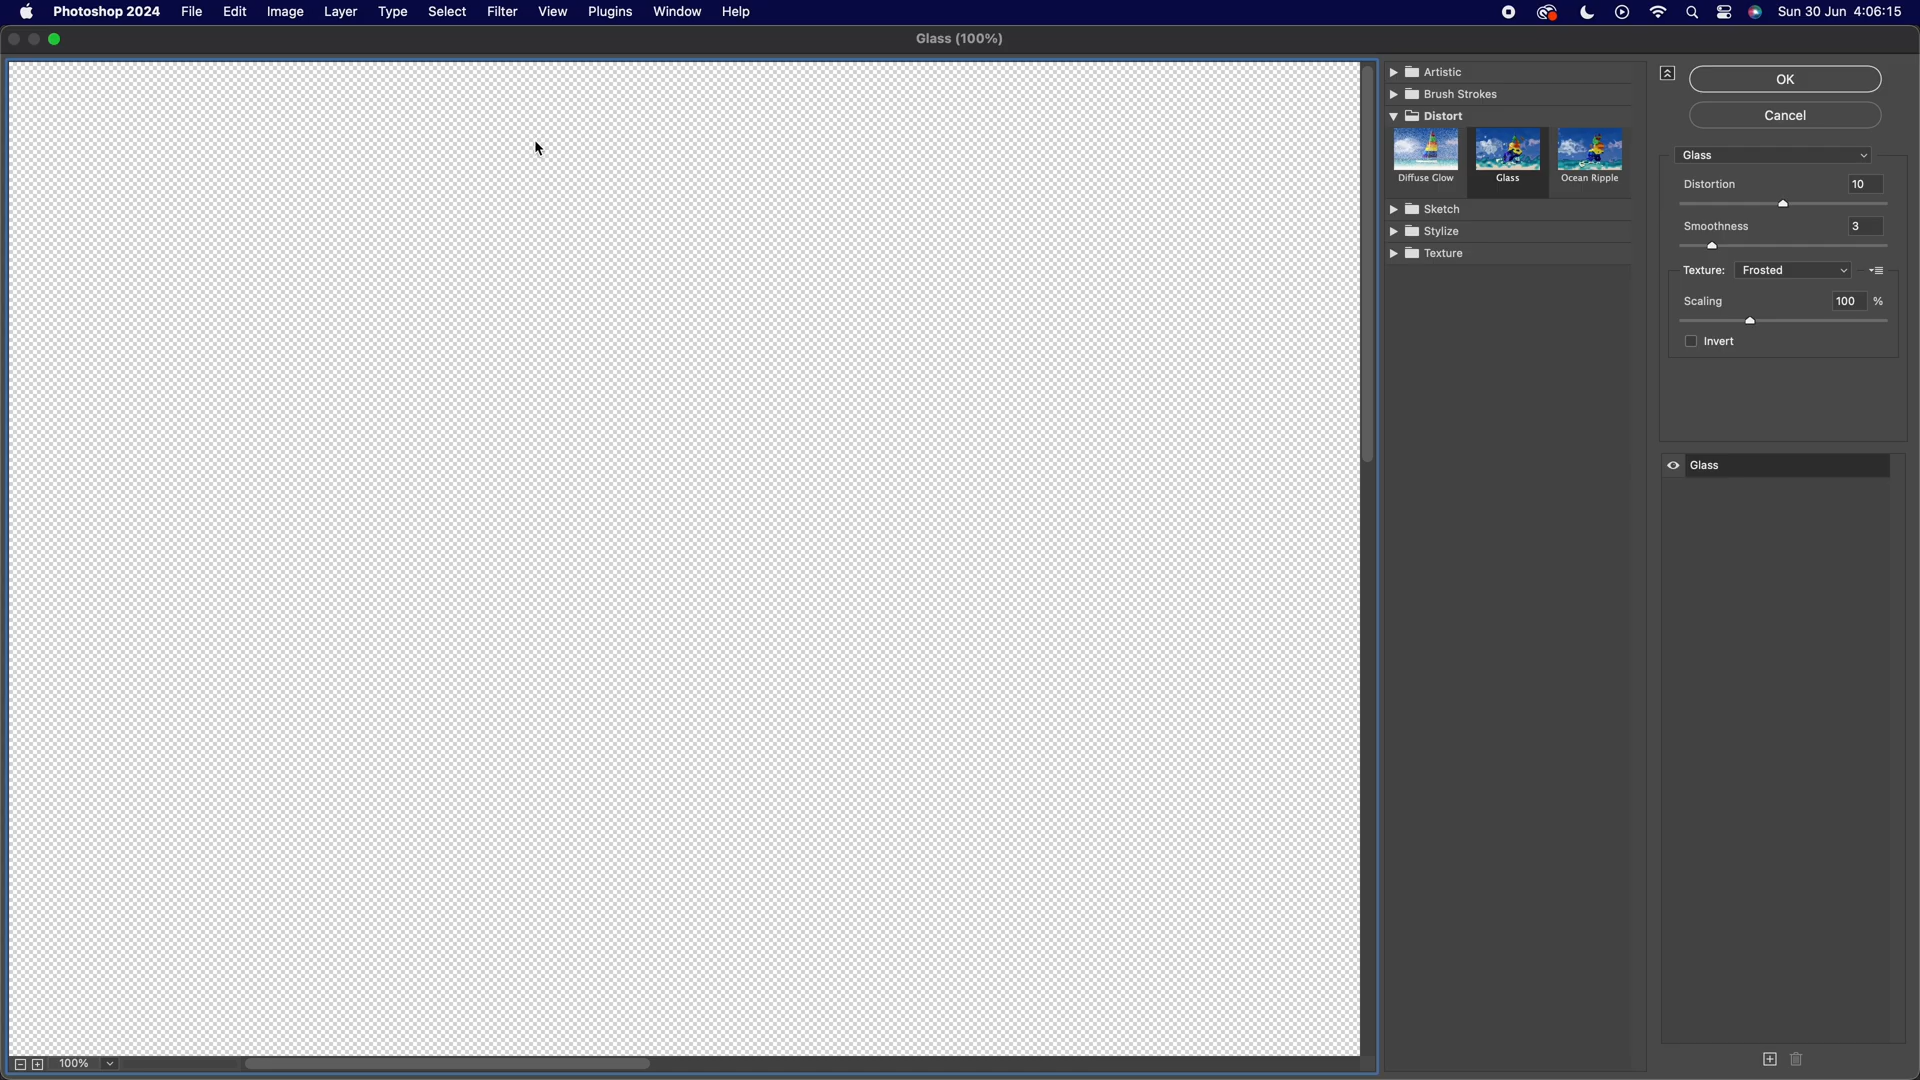 Photoshop 2024 File Edit Image Layer Type Select Filter View Plugins Window Help Sun 30 Jun 4:06:15
Glass (100%)
Artistic
Brush Strokes
Distort
Diffuse Glow Glass Ocean Ripple
Sketch
Stylize
Texture
OK
Cancel
Glass
Distortion 10
Smoothness 3
Texture: Frosted
Scaling 100 %
Invert
Glass
100%